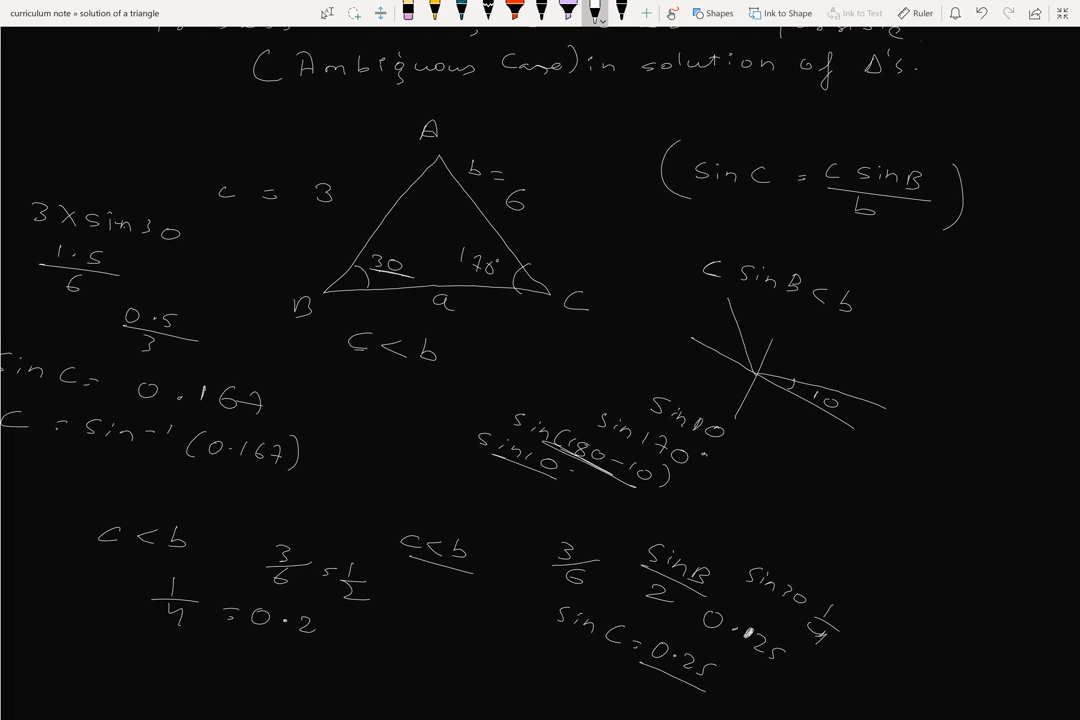 curriculum note » solution of a triangle
Shapes
Ink to Shape
Ink to Text
Ruler
(Ambiguous Case) in solution of Δ's.
A
b =
6
c = 3
30
170°
B
a
C
c < b
(sin C = c sin B / b)
c sin B < b
10
3 × sin 30
1.5 / 6
0.5 / 3
sin C = 0.167
C = sin-1 (0.167)
sin 10
sin 170°
sin (180 - 10)
sin 10
c < b
3/6 = 1/2
c < b
1/4 = 0.2
3/6
sin B / 2
sin 30
1/4
0.25
sin C = 0.25